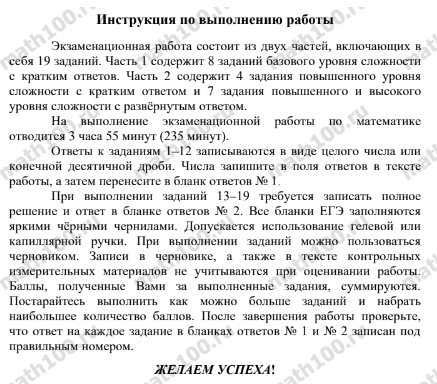 Инструкция по выполнению работы
Экзаменационная работа состоит из двух частей, включающих в
себя 19 заданий. Часть 1 содержит 8 заданий базового уровня сложности
с кратким ответов. Часть 2 содержит 4 задания повышенного уровня
сложности с кратким ответом и 7 задания повышенного и высокого
уровня сложности с развёрнутым ответом.
На выполнение экзаменационной работы по математике
отводится 3 часа 55 минут (235 минут).
Ответы к заданиям 1–12 записываются в виде целого числа или
конечной десятичной дроби. Числа запишите в поля ответов в тексте
работы, а затем перенесите в бланк ответов № 1.
При выполнении заданий 13–19 требуется записать полное
решение и ответ в бланке ответов № 2. Все бланки ЕГЭ заполняются
яркими чёрными чернилами. Допускается использование гелевой или
капиллярной ручки. При выполнении заданий можно пользоваться
черновиком. Записи в черновике, а также в тексте контрольных
измерительных материалов не учитываются при оценивании работы.
Баллы, полученные Вами за выполненные задания, суммируются.
Постарайтесь выполнить как можно больше заданий и набрать
наибольшее количество баллов. После завершения работы проверьте,
что ответ на каждое задание в бланках ответов № 1 и № 2 записан под
правильным номером.
ЖЕЛАЕМ УСПЕХА!
math100.ru